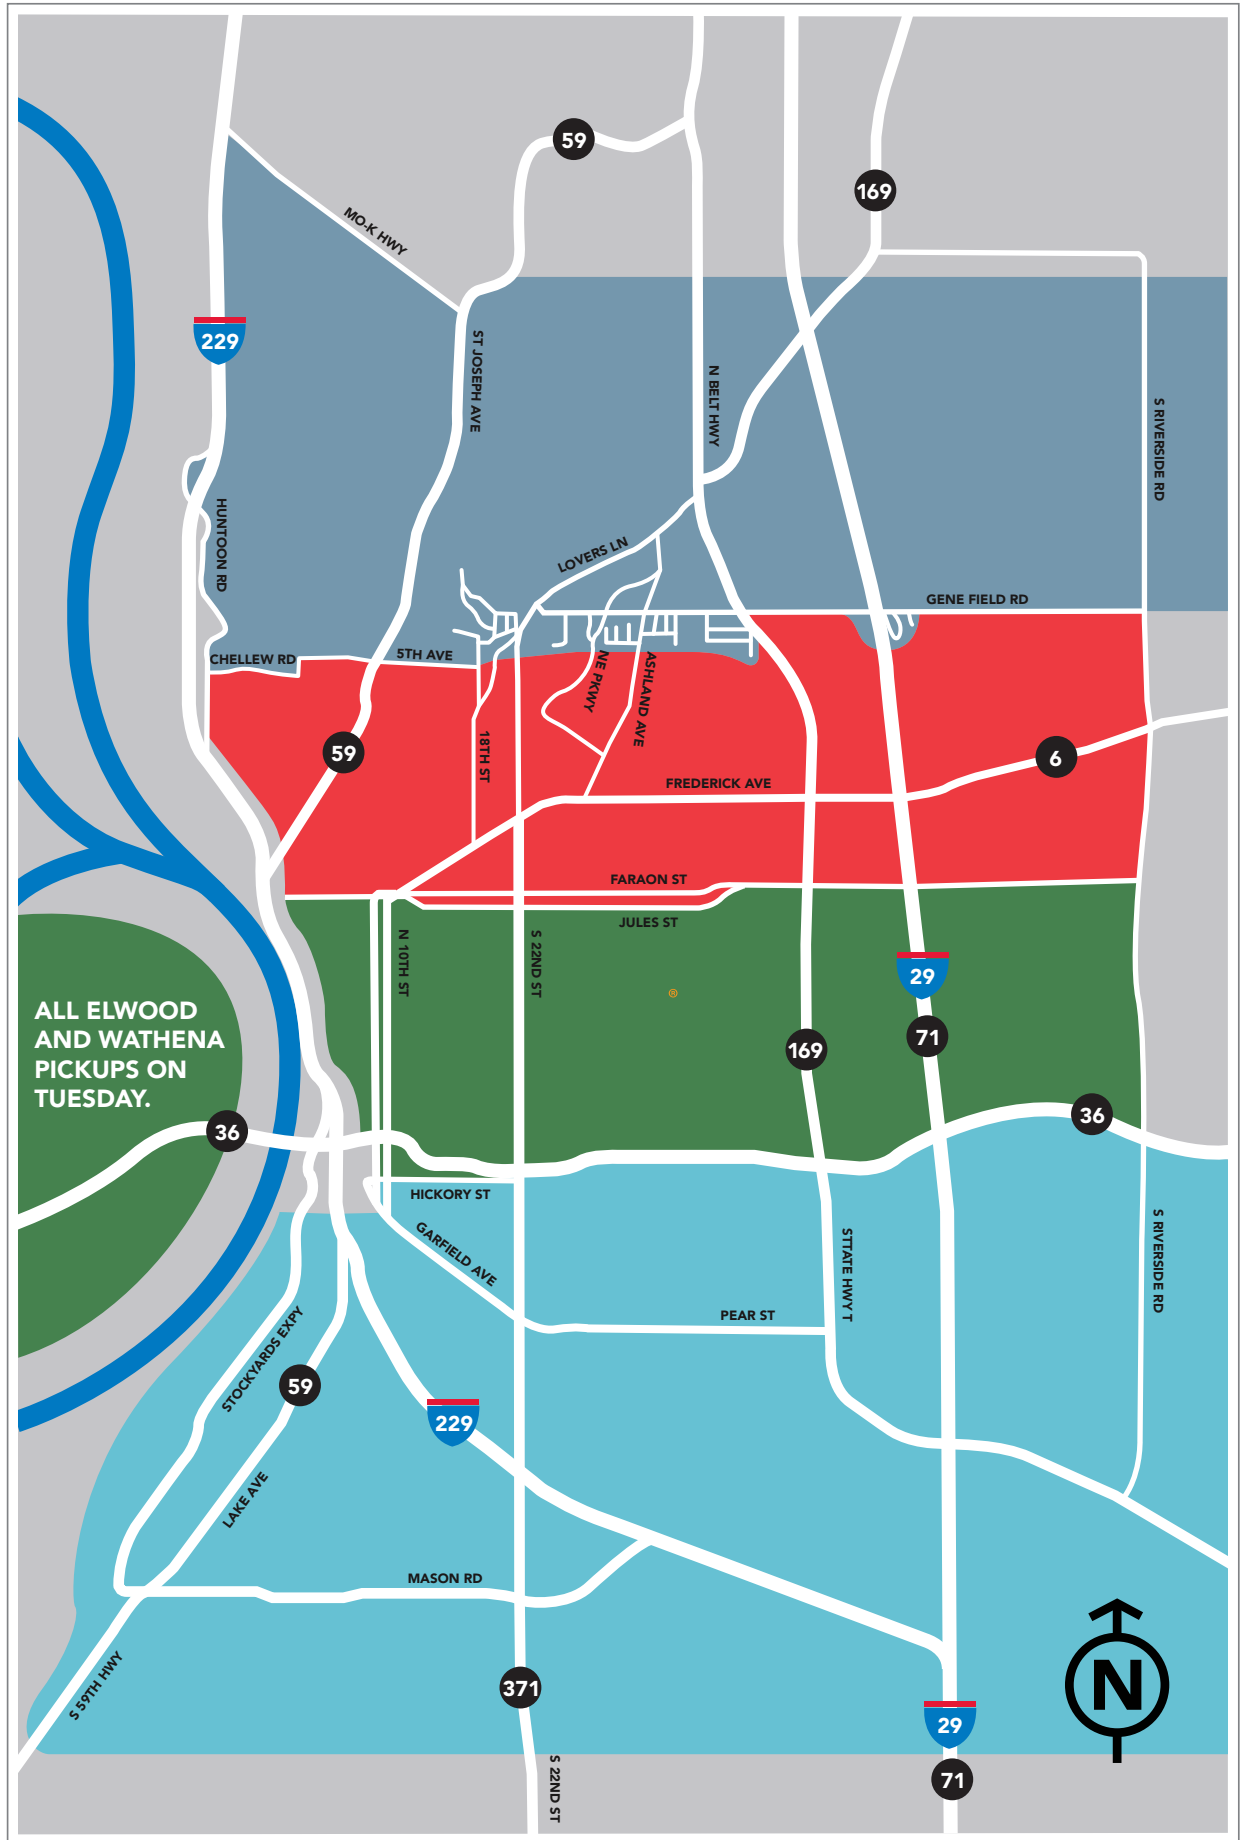 59
169
MO-K HWY
229
ST JOSEPH AVE
N BELT HWY
S RIVERSIDE RD
HUNTOON RD
LOVERS LN
GENE FIELD RD
CHELLEW RD
5TH AVE
NE PKWY
ASHLAND AVE
59
18TH ST
6
FREDERICK AVE
FARAON ST
JULES ST
N 10TH ST
S 22ND ST
29
®
ALL ELWOOD
AND WATHENA
PICKUPS ON
TUESDAY.
71
169
36
36
HICKORY ST
GARFIELD AVE
STTATE HWY T
S RIVERSIDE RD
PEAR ST
STOCKYARDS EXPY
59
229
LAKE AVE
MASON RD
S 59TH HWY
371
N
29
71
S 22ND ST